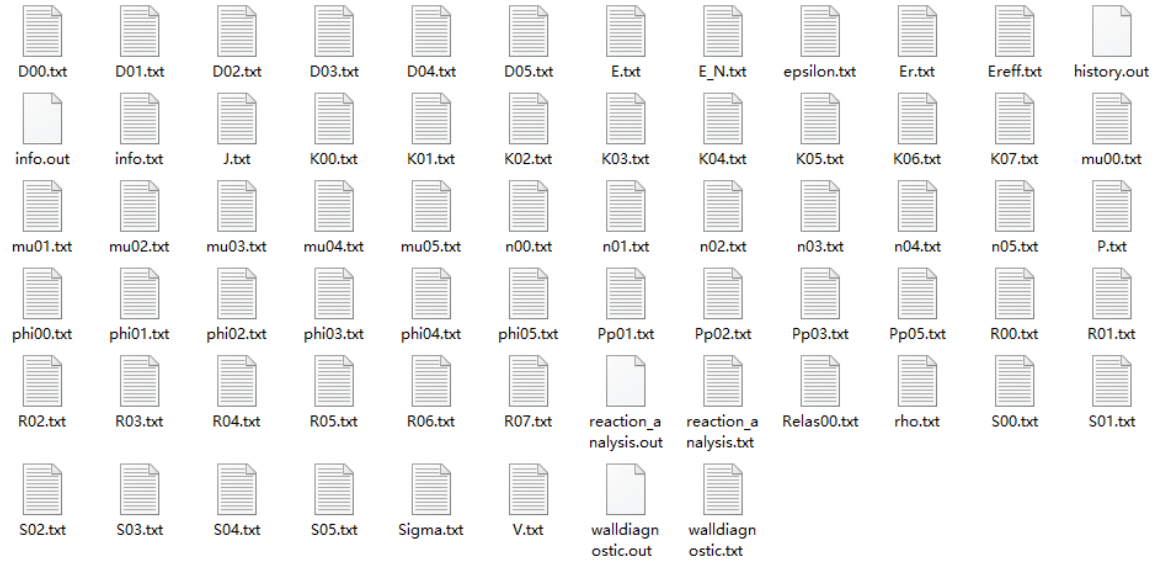 D00.txt D01.txt D02.txt D03.txt D04.txt D05.txt E.txt E_N.txt epsilon.txt Er.txt Ereff.txt history.out
info.out info.txt J.txt K00.txt K01.txt K02.txt K03.txt K04.txt K05.txt K06.txt K07.txt mu00.txt
mu01.txt mu02.txt mu03.txt mu04.txt mu05.txt n00.txt n01.txt n02.txt n03.txt n04.txt n05.txt P.txt
phi00.txt phi01.txt phi02.txt phi03.txt phi04.txt phi05.txt Pp01.txt Pp02.txt Pp03.txt Pp05.txt R00.txt R01.txt
R02.txt R03.txt R04.txt R05.txt R06.txt R07.txt reaction_a reaction_a Relas00.txt rho.txt S00.txt S01.txt
nalysis.out nalysis.txt
S02.txt S03.txt S04.txt S05.txt Sigma.txt V.txt walldiagn walldiagn
ostic.out ostic.txt